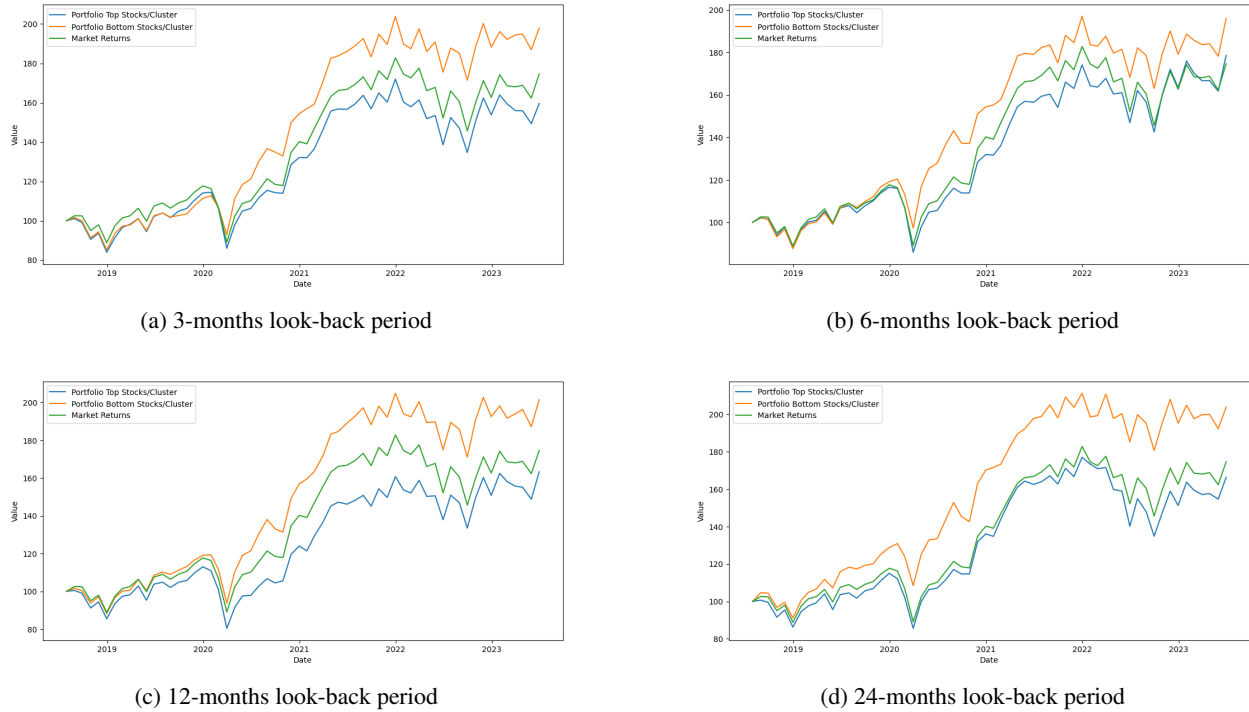 Portfolio Top Stocks/Cluster
Portfolio Bottom Stocks/Cluster
Market Returns
200
180
160
140
120
100
80
Value
2019
2020
2021
2022
2023
Date
(a) 3-months look-back period
Portfolio Top Stocks/Cluster
Portfolio Bottom Stocks/Cluster
Market Returns
200
180
160
140
120
100
Value
2019
2020
2021
2022
2023
Date
(b) 6-months look-back period
Portfolio Top Stocks/Cluster
Portfolio Bottom Stocks/Cluster
Market Returns
200
180
160
140
120
100
80
Value
2019
2020
2021
2022
2023
Date
(c) 12-months look-back period
Portfolio Top Stocks/Cluster
Portfolio Bottom Stocks/Cluster
Market Returns
200
180
160
140
120
100
80
Value
2019
2020
2021
2022
2023
Date
(d) 24-months look-back period